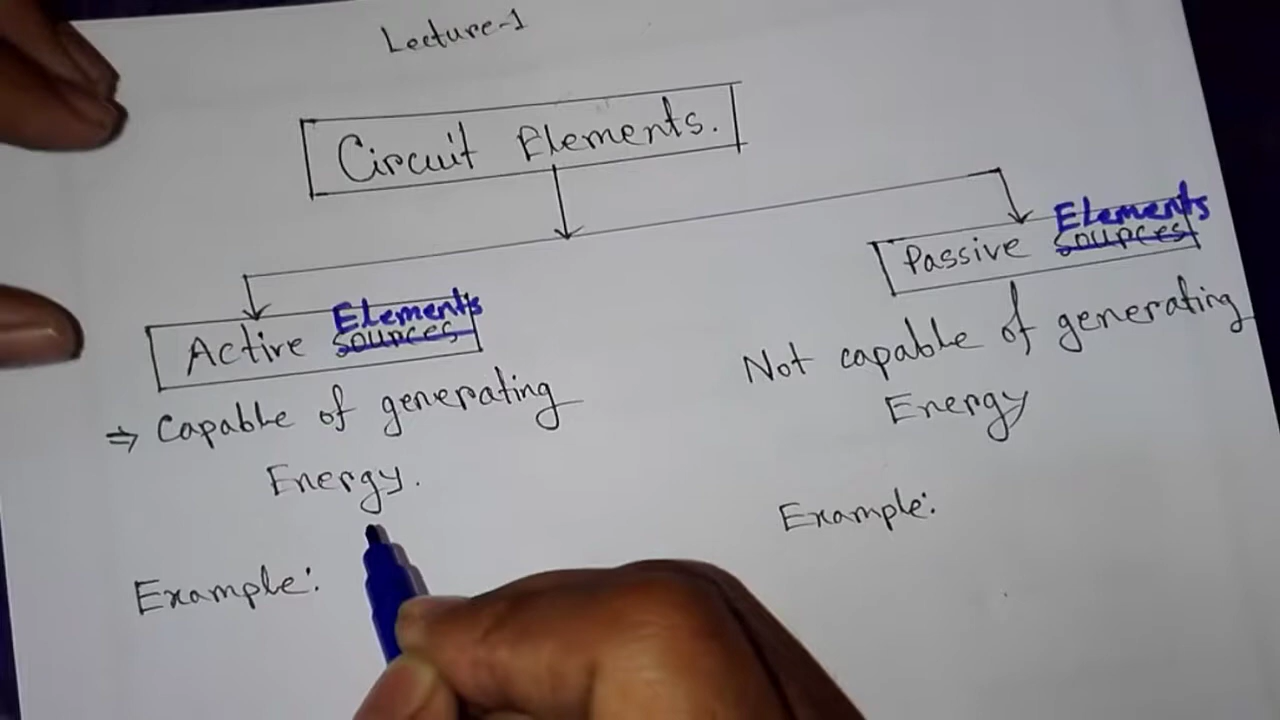 Lecture-1
Circuit Elements.
Elements
Active sources
⇒ Capable of generating
Energy.
Example:
Elements
Passive sources
Not capable of generating
Energy
Example: